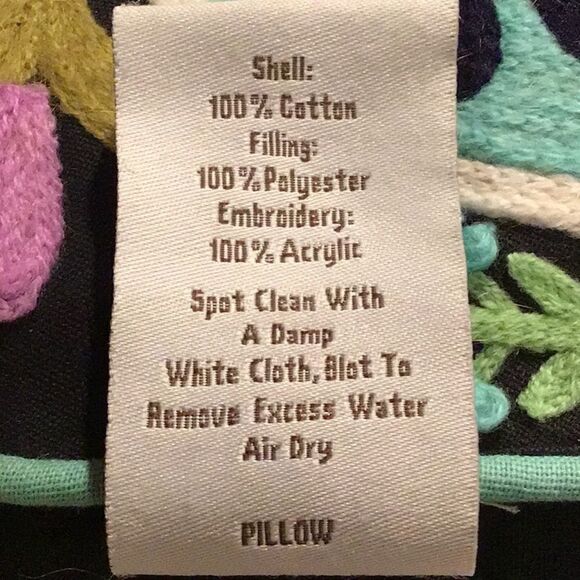 Shell:
100% Cotton
Filling:
100% Polyester
Embroidery:
100% Acrylic
Spot Clean With
A Damp
White Cloth, Blot To
Remove Excess Water
Air Dry
PILLOW